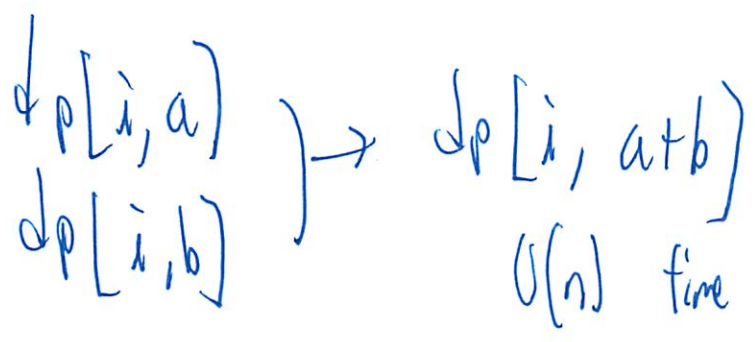 dp[i, a]
dp[i, b]
→ dp[i, a+b]
O(n) time